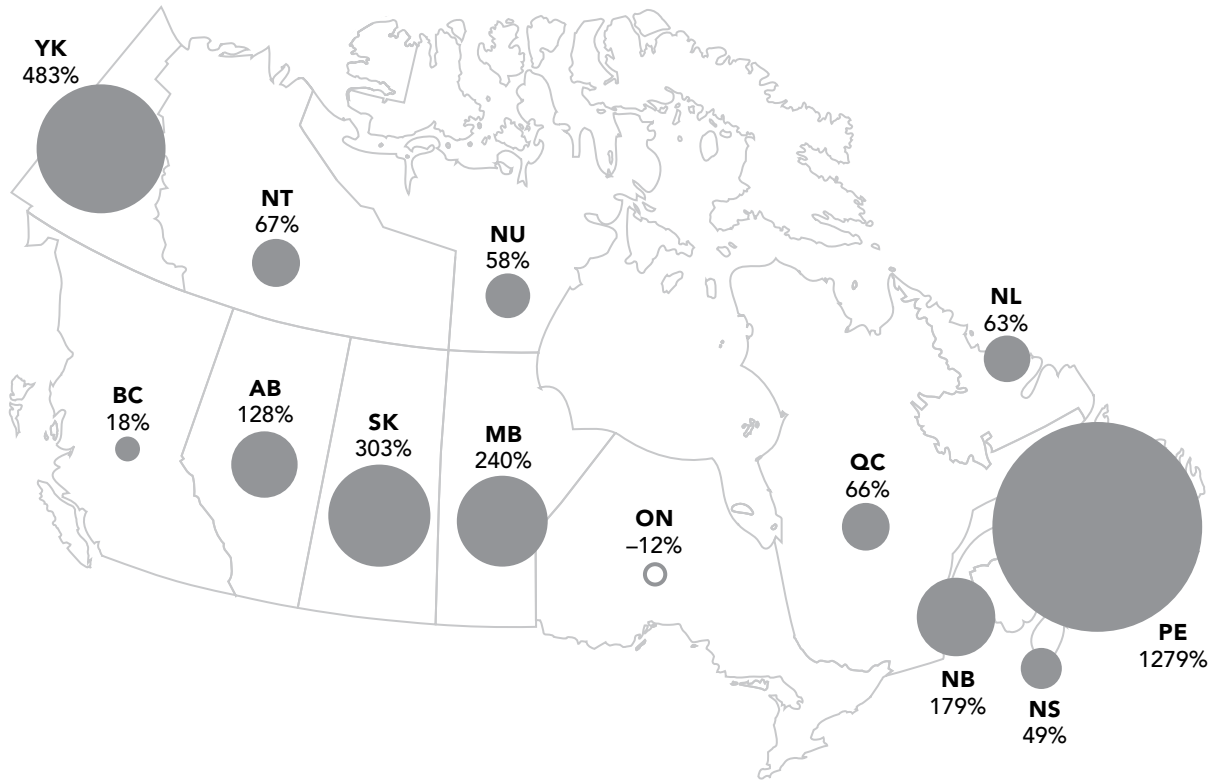 YK
483%
NT
67%
NU
58%
NL
63%
BC
18%
AB
128%
SK
303%
MB
240%
QC
66%
ON
–12%
PE
1279%
NB
179%
NS
49%